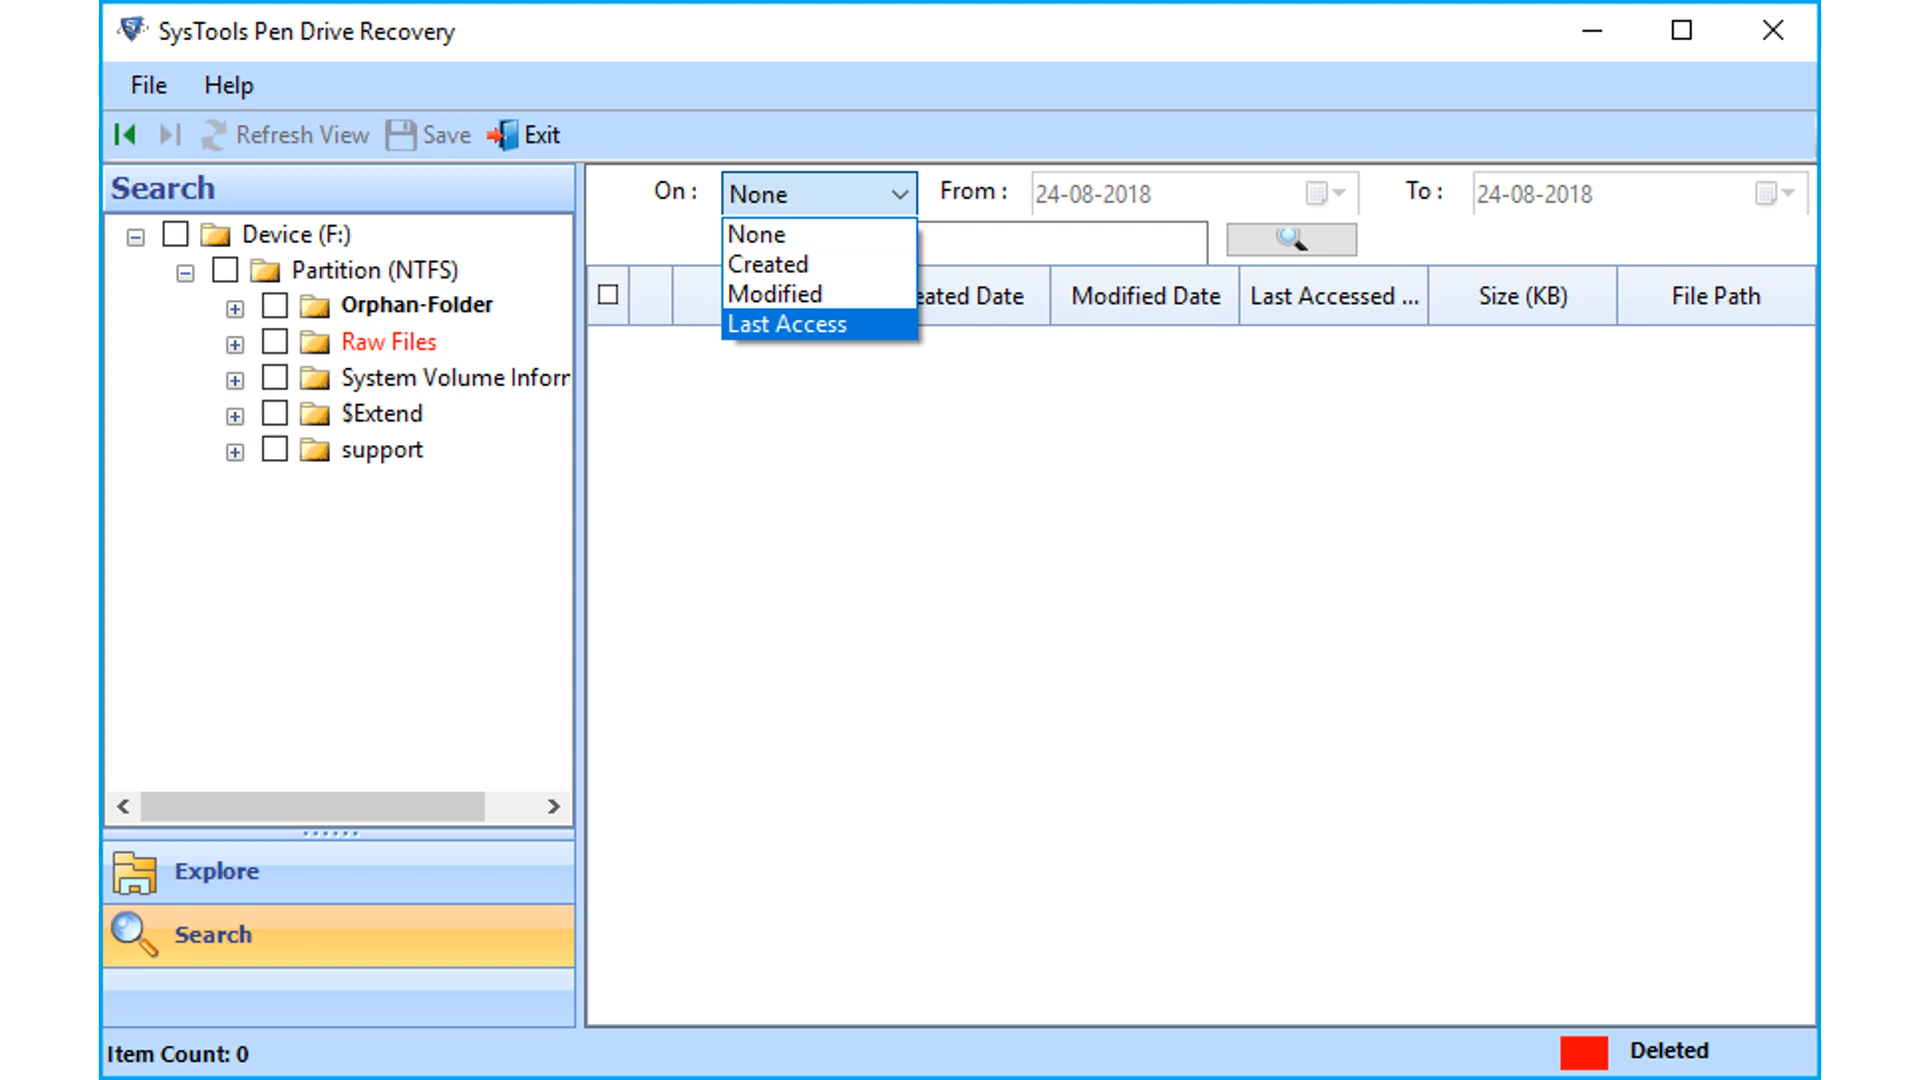 SysTools Pen Drive Recovery
File Help
Refresh View Save Exit
Search
On : None From : 24-08-2018 To : 24-08-2018
None
Created
Modified
Last Access
eated Date Modified Date Last Accessed ... Size (KB) File Path
Device (F:)
Partition (NTFS)
Orphan-Folder
Raw Files
System Volume Inforr
$Extend
support
Explore
Search
Item Count: 0
Deleted